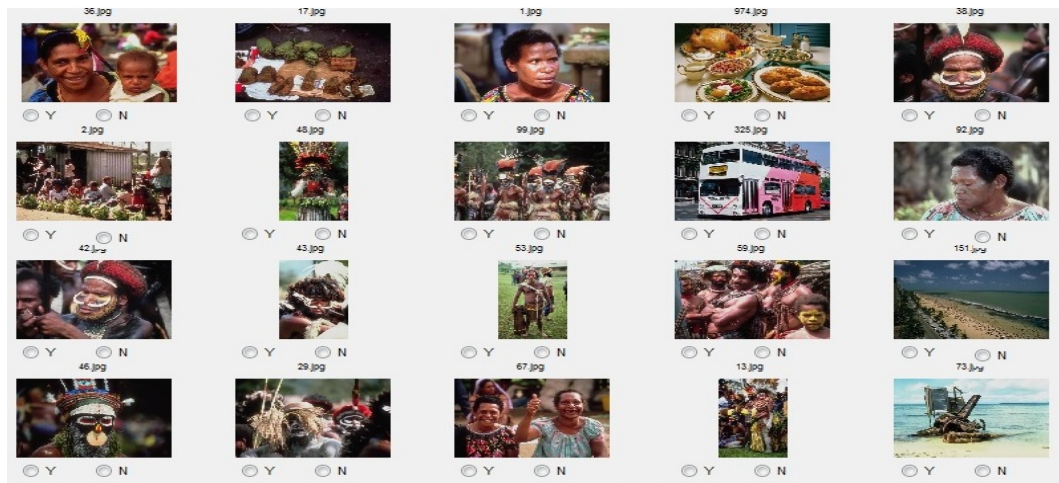 36.jpg 17.jpg 1.jpg 974.jpg 38.jpg
Y N Y N Y N Y N Y N
2.jpg 48.jpg 99.jpg 325.jpg 92.jpg
Y N Y N Y N Y N Y N
42.jpg 43.jpg 53.jpg 59.jpg 151.jpg
Y N Y N Y N Y N Y N
46.jpg 29.jpg 67.jpg 13.jpg 73.jpg
Y N Y N Y N Y N Y N